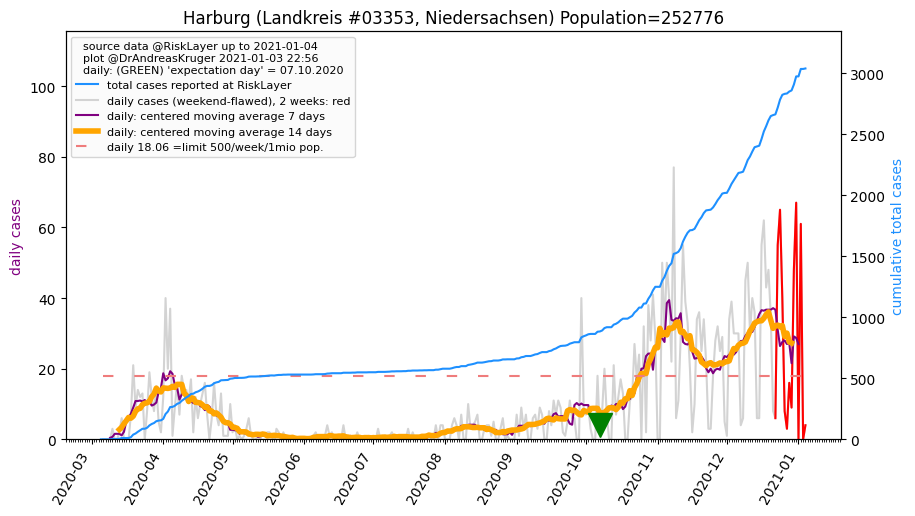 Harburg (Landkreis #03353, Niedersachsen) Population=252776
source data @RiskLayer up to 2021-01-04
plot @DrAndreasKruger 2021-01-03 22:56
daily: (GREEN) 'expectation day' = 07.10.2020
total cases reported at RiskLayer
daily cases (weekend-flawed), 2 weeks: red
daily: centered moving average 7 days
daily: centered moving average 14 days
daily 18.06 =limit 500/week/1mio pop.
daily cases
0
20
40
60
80
100
cumulative total cases
0
500
1000
1500
2000
2500
3000
2020-03
2020-04
2020-05
2020-06
2020-07
2020-08
2020-09
2020-10
2020-11
2020-12
2021-01